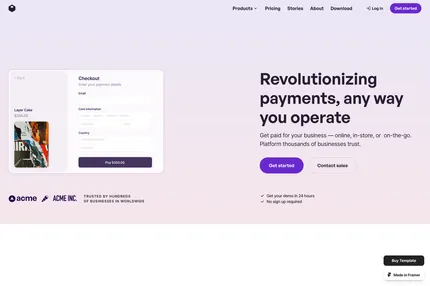 Products
Pricing
Stories
About
Download
Log in
Get started
Back
Checkout
Enter your payment details
Email
Layer Color
$300.00
Card information
Country
Pay $300.00
Revolutionizing
payments, any way
you operate
Get paid for your business — online, in-store, or on-the-go.
Platform thousands of businesses trust.
Get started
Contact sales
acme
ACME INC.
TRUSTED BY HUNDREDS
OF BUSINESSES IN WORLDWIDE
Get your demo in 24 hours
No sign up required
Buy Template
Made in Framer